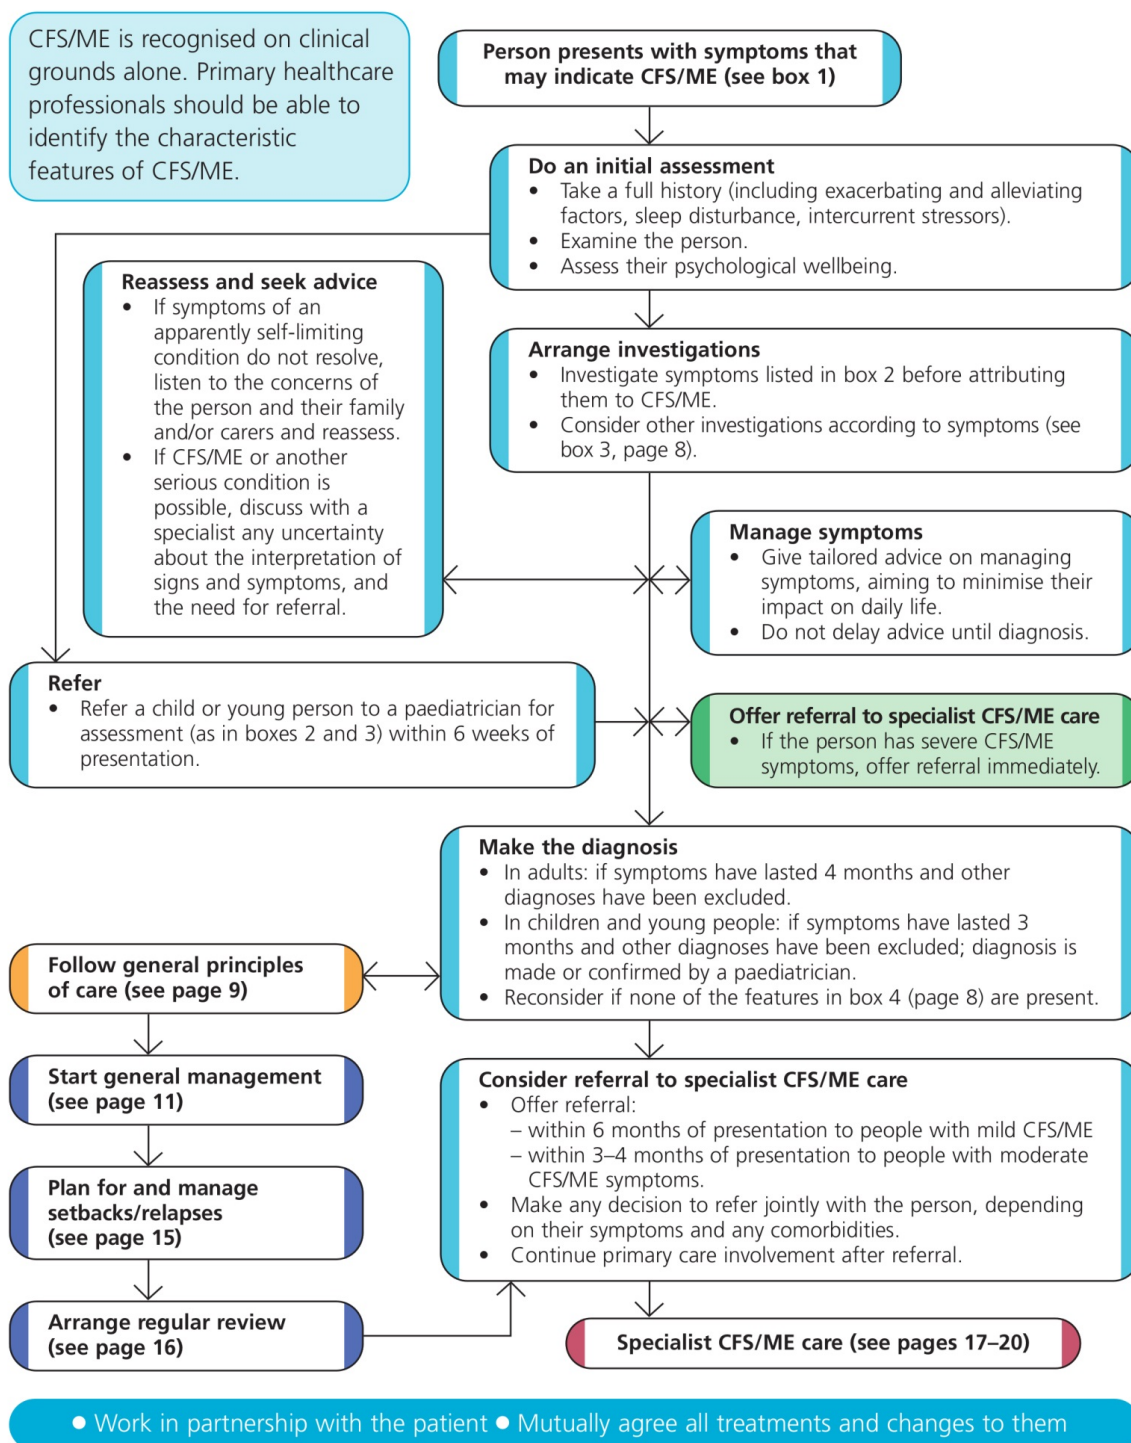 CFS/ME is recognised on clinical
grounds alone. Primary healthcare
professionals should be able to
identify the characteristic
features of CFS/ME.
Person presents with symptoms that
may indicate CFS/ME (see box 1)
Do an initial assessment
• Take a full history (including exacerbating and alleviating
factors, sleep disturbance, intercurrent stressors).
• Examine the person.
• Assess their psychological wellbeing.
Reassess and seek advice
• If symptoms of an
apparently self-limiting
condition do not resolve,
listen to the concerns of
the person and their family
and/or carers and reassess.
• If CFS/ME or another
serious condition is
possible, discuss with a
specialist any uncertainty
about the interpretation of
signs and symptoms, and
the need for referral.
Arrange investigations
• Investigate symptoms listed in box 2 before attributing
them to CFS/ME.
• Consider other investigations according to symptoms (see
box 3, page 8).
Manage symptoms
• Give tailored advice on managing
symptoms, aiming to minimise their
impact on daily life.
• Do not delay advice until diagnosis.
Refer
• Refer a child or young person to a paediatrician for
assessment (as in boxes 2 and 3) within 6 weeks of
presentation.
Offer referral to specialist CFS/ME care
• If the person has severe CFS/ME
symptoms, offer referral immediately.
Make the diagnosis
• In adults: if symptoms have lasted 4 months and other
diagnoses have been excluded.
• In children and young people: if symptoms have lasted 3
months and other diagnoses have been excluded; diagnosis is
made or confirmed by a paediatrician.
• Reconsider if none of the features in box 4 (page 8) are present.
Follow general principles
of care (see page 9)
Start general management
(see page 11)
Plan for and manage
setbacks/relapses
(see page 15)
Arrange regular review
(see page 16)
Consider referral to specialist CFS/ME care
• Offer referral:
– within 6 months of presentation to people with mild CFS/ME
– within 3–4 months of presentation to people with moderate
CFS/ME symptoms.
• Make any decision to refer jointly with the person, depending
on their symptoms and any comorbidities.
• Continue primary care involvement after referral.
Specialist CFS/ME care (see pages 17–20)
● Work in partnership with the patient ● Mutually agree all treatments and changes to them